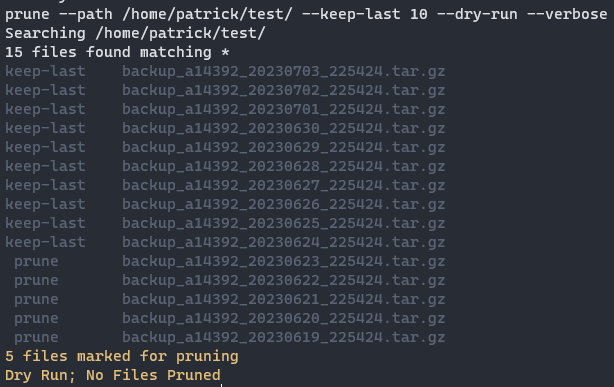 prune --path /home/patrick/test/ --keep-last 10 --dry-run --verbose
Searching /home/patrick/test/
15 files found matching *
keep-last    backup_a14392_20230703_225424.tar.gz
keep-last    backup_a14392_20230702_225424.tar.gz
keep-last    backup_a14392_20230701_225424.tar.gz
keep-last    backup_a14392_20230630_225424.tar.gz
keep-last    backup_a14392_20230629_225424.tar.gz
keep-last    backup_a14392_20230628_225424.tar.gz
keep-last    backup_a14392_20230627_225424.tar.gz
keep-last    backup_a14392_20230626_225424.tar.gz
keep-last    backup_a14392_20230625_225424.tar.gz
keep-last    backup_a14392_20230624_225424.tar.gz
 prune       backup_a14392_20230623_225424.tar.gz
 prune       backup_a14392_20230622_225424.tar.gz
 prune       backup_a14392_20230621_225424.tar.gz
 prune       backup_a14392_20230620_225424.tar.gz
 prune       backup_a14392_20230619_225424.tar.gz
5 files marked for pruning
Dry Run; No Files Pruned